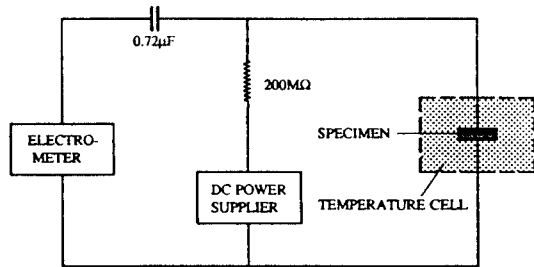 0.72µF
200MΩ
ELECTRO-
METER
SPECIMEN
DC POWER
SUPPLIER
TEMPERATURE CELL